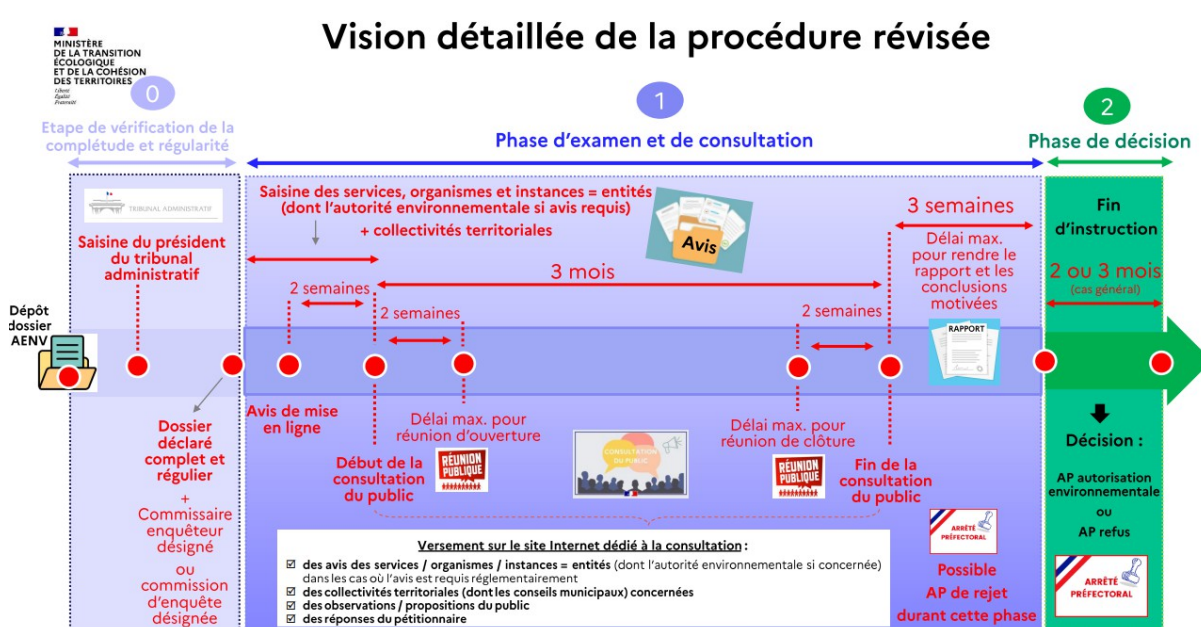 Vision détaillée de la procédure révisée
MINISTÈRE
DE LA TRANSITION
ÉCOLOGIQUE
ET DE LA COHÉSION
DES TERRITOIRES
Liberté
Égalité
Fraternité
0
Etape de vérification de la
complétude et régularité
1
Phase d'examen et de consultation
2
Phase de décision
TRIBUNAL ADMINISTRATIF
Saisine du président
du tribunal
administratif
Dépôt
dossier
AENV
Dossier
déclaré
complet et
régulier
+
Commissaire
enquêteur
désigné
ou
commission
d'enquête
désignée
Saisine des services, organismes et instances = entités
(dont l'autorité environnementale si avis requis)
+ collectivités territoriales
Avis
2 semaines
3 mois
2 semaines
2 semaines
3 semaines
Délai max.
pour rendre le
rapport et les
conclusions
motivées
RAPPORT
Avis de mise
en ligne
Début de la
consultation
du public
Délai max. pour
réunion d'ouverture
RÉUNION
PUBLIQUE
CONSULTATION
DU PUBLIC
Délai max. pour
réunion de clôture
RÉUNION
PUBLIQUE
Fin de la
consultation
du public
Versement sur le site Internet dédié à la consultation :
☑ des avis des services / organismes / instances = entités (dont l'autorité environnementale si concernée)
dans les cas où l'avis est requis réglementairement
☑ des collectivités territoriales (dont les conseils municipaux) concernées
☑ des observations / propositions du public
☑ des réponses du pétitionnaire
ARRÊTÉ
PRÉFECTORAL
Possible
AP de rejet
durant cette phase
Fin
d'instruction
2 ou 3 mois
(cas général)
Décision :
AP autorisation
environnementale
ou
AP refus
ARRÊTÉ
PRÉFECTORAL